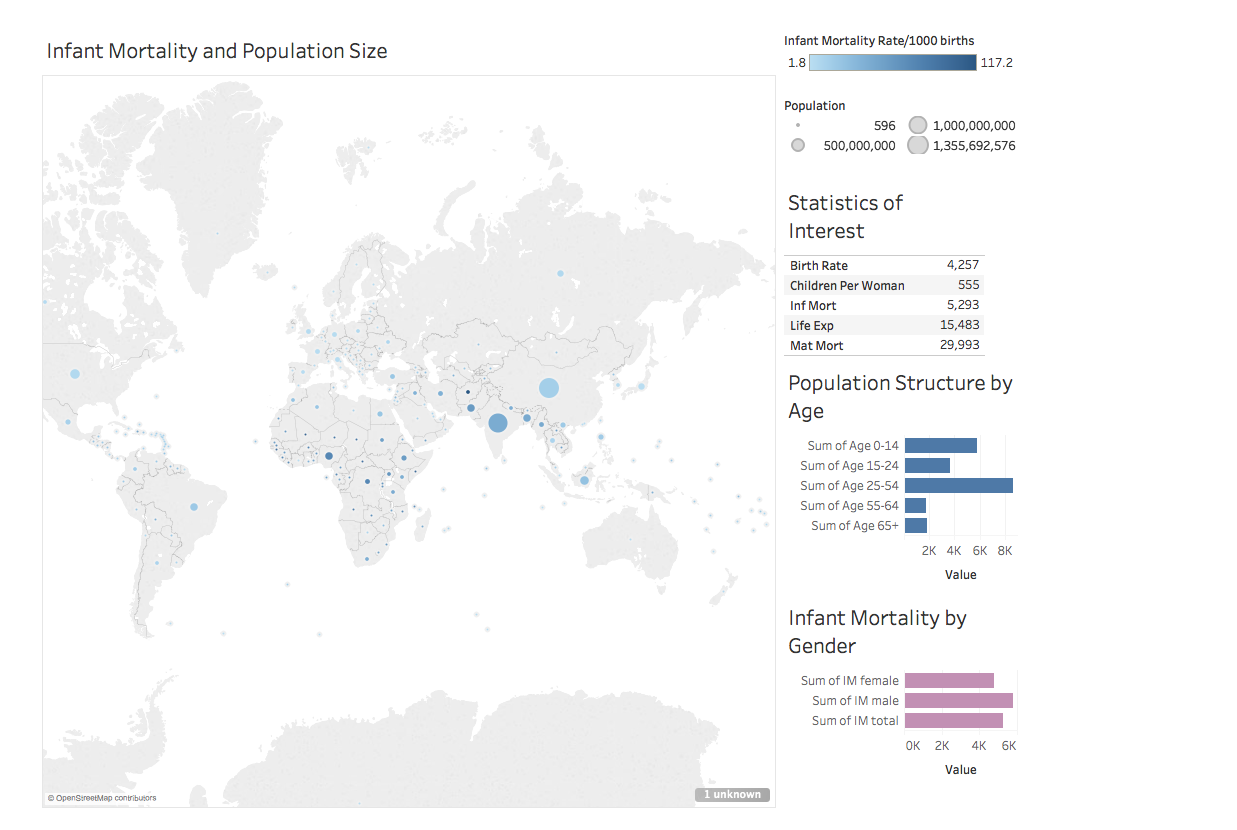 Infant Mortality and Population Size
Infant Mortality Rate/1000 births
1.8 117.2
Population
596 1,000,000,000
500,000,000 1,355,692,576
Statistics of
Interest
Birth Rate 4,257
Children Per Woman 555
Inf Mort 5,293
Life Exp 15,483
Mat Mort 29,993
Population Structure by
Age
Sum of Age 0-14
Sum of Age 15-24
Sum of Age 25-54
Sum of Age 55-64
Sum of Age 65+
2K 4K 6K 8K
Value
Infant Mortality by
Gender
Sum of IM female
Sum of IM male
Sum of IM total
0K 2K 4K 6K
Value
© OpenStreetMap contributors
1 unknown